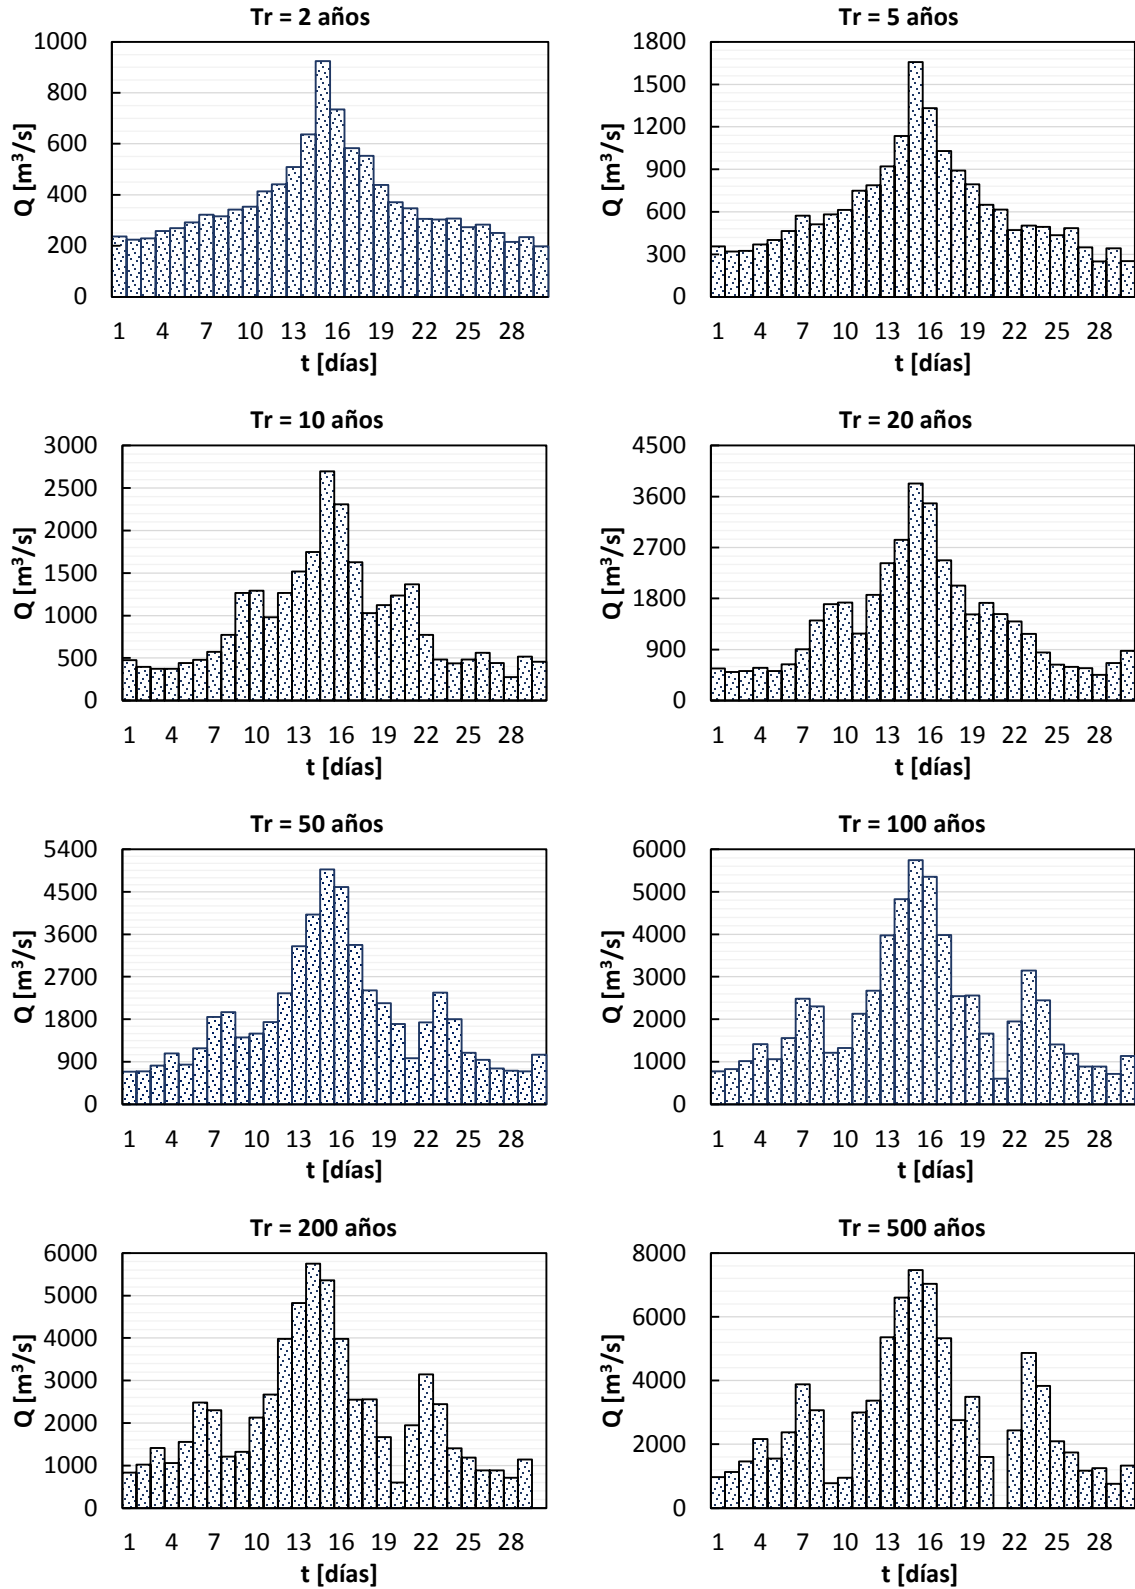 Tr = 2 años
1000
800
600
400
200
0
Q [m³/s]
1 4 7 10 13 16 19 22 25 28
t [días]
Tr = 5 años
1800
1500
1200
900
600
300
0
Q [m³/s]
1 4 7 10 13 16 19 22 25 28
t [días]
Tr = 10 años
3000
2500
2000
1500
1000
500
0
Q [m³/s]
1 4 7 10 13 16 19 22 25 28
t [días]
Tr = 20 años
4500
3600
2700
1800
900
0
Q [m³/s]
1 4 7 10 13 16 19 22 25 28
t [días]
Tr = 50 años
5400
4500
3600
2700
1800
900
0
Q [m³/s]
1 4 7 10 13 16 19 22 25 28
t [días]
Tr = 100 años
6000
5000
4000
3000
2000
1000
0
Q [m³/s]
1 4 7 10 13 16 19 22 25 28
t [días]
Tr = 200 años
6000
5000
4000
3000
2000
1000
0
Q [m³/s]
1 4 7 10 13 16 19 22 25 28
t [días]
Tr = 500 años
8000
6000
4000
2000
0
Q [m³/s]
1 4 7 10 13 16 19 22 25 28
t [días]